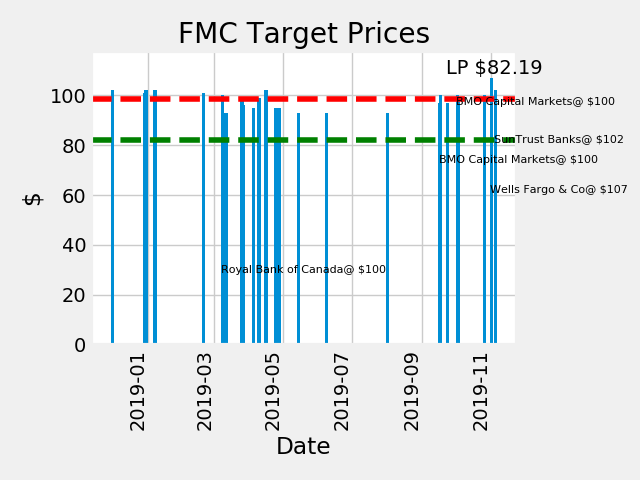 FMC Target Prices
LP $82.19
100
BMO Capital Markets@ $100
SunTrust Banks@ $102
80
BMO Capital Markets@ $100
60
Wells Fargo & Co@ $107
$
40
Royal Bank of Canada@ $100
20
0
2019-01
2019-03
2019-05
2019-07
2019-09
2019-11
Date